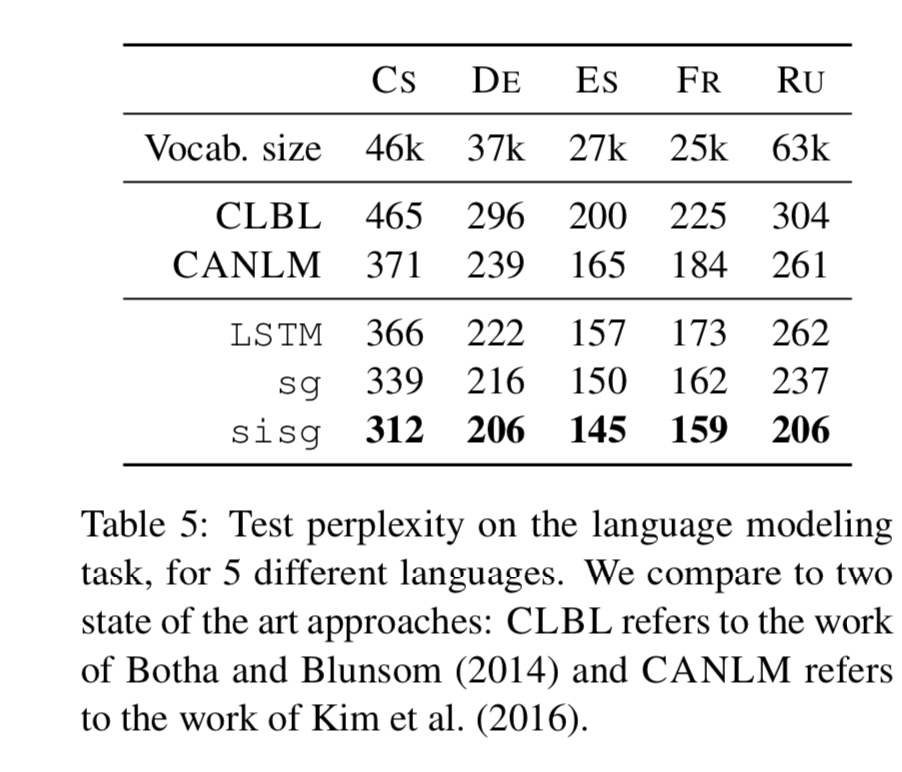 Cs De Es Fr Ru
Vocab. size 46k 37k 27k 25k 63k
CLBL 465 296 200 225 304
CANLM 371 239 165 184 261
LSTM 366 222 157 173 262
sg 339 216 150 162 237
sisg 312 206 145 159 206
Table 5: Test perplexity on the language modeling
task, for 5 different languages. We compare to two
state of the art approaches: CLBL refers to the work
of Botha and Blunsom (2014) and CANLM refers
to the work of Kim et al. (2016).